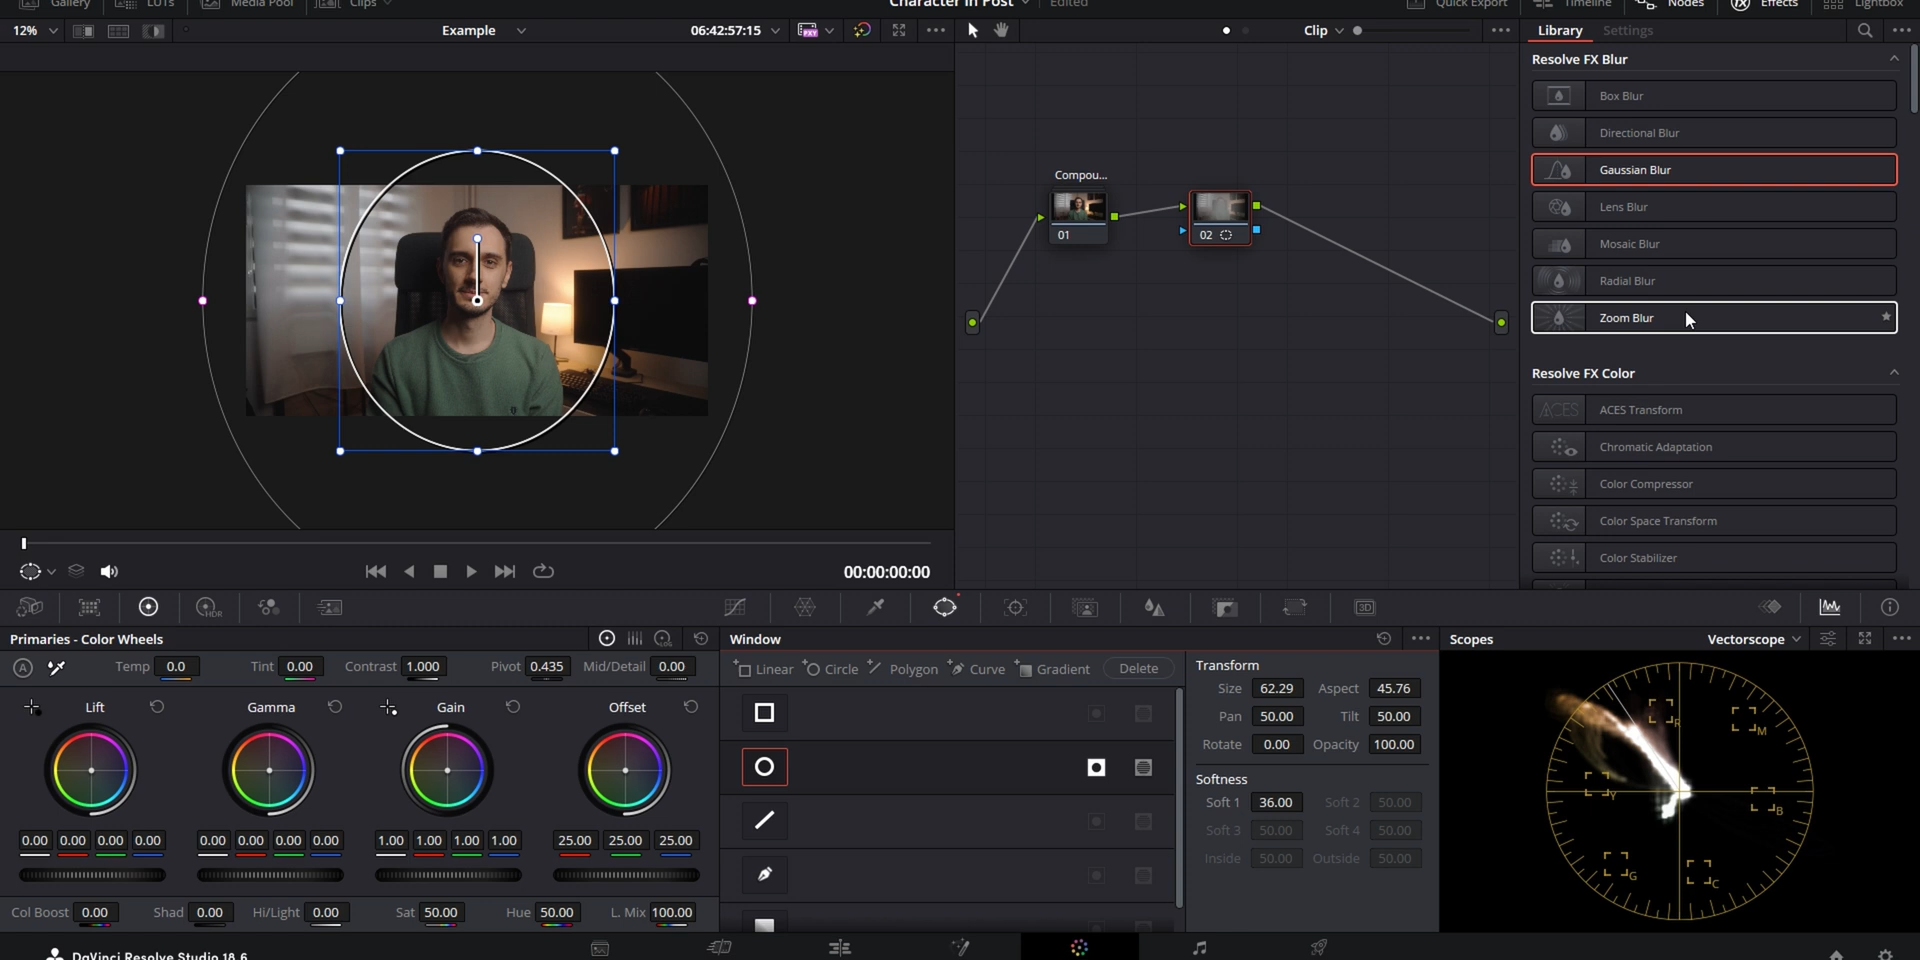 Gallery LUTs Media Pool Clips Character in Post Edited Quick Export Timeline Nodes Effects Lightbox
12% Example 06:42:57:15 Clip Library Settings
Resolve FX Blur
Box Blur
Directional Blur
Gaussian Blur
Lens Blur
Mosaic Blur
Radial Blur
Zoom Blur
Resolve FX Color
ACES ACES Transform
Chromatic Adaptation
Color Compressor
Color Space Transform
Color Stabilizer
Compou...
01
02
00:00:00:00
HDR
3D
Primaries - Color Wheels
A Temp 0.0 Tint 0.00 Contrast 1.000 Pivot 0.435 Mid/Detail 0.00
Lift Gamma Gain Offset
0.00 0.00 0.00 0.00 0.00 0.00 0.00 0.00 1.00 1.00 1.00 1.00 25.00 25.00 25.00
Col Boost 0.00 Shad 0.00 Hi/Light 0.00 Sat 50.00 Hue 50.00 L. Mix 100.00
Window
Linear Circle Polygon Curve Gradient Delete
Transform
Size 62.29 Aspect 45.76
Pan 50.00 Tilt 50.00
Rotate 0.00 Opacity 100.00
Softness
Soft 1 36.00 Soft 2 50.00
Soft 3 50.00 Soft 4 50.00
Inside 50.00 Outside 50.00
Scopes Vectorscope
R
M
Y
B
G
C
DaVinci Resolve Studio 18.6